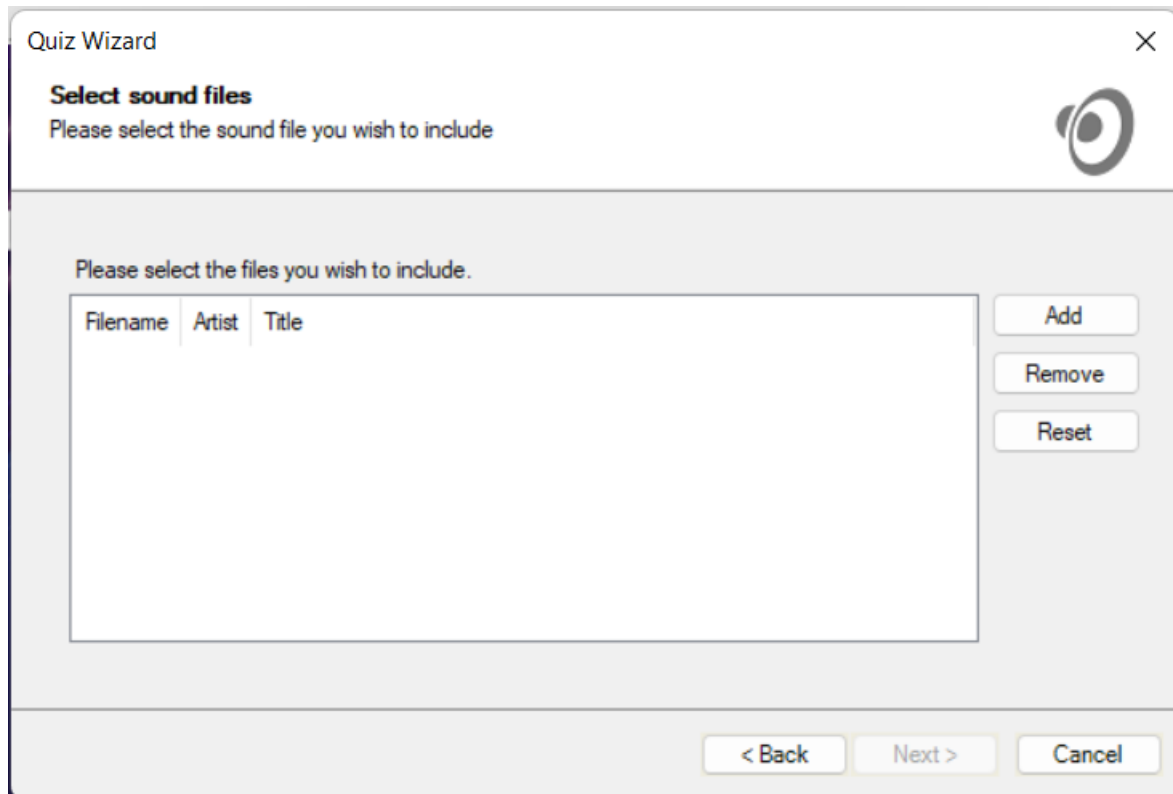 Quiz Wizard
Select sound files
Please select the sound file you wish to include
Please select the files you wish to include.
Filename Artist Title
Add
Remove
Reset
< Back Next > Cancel